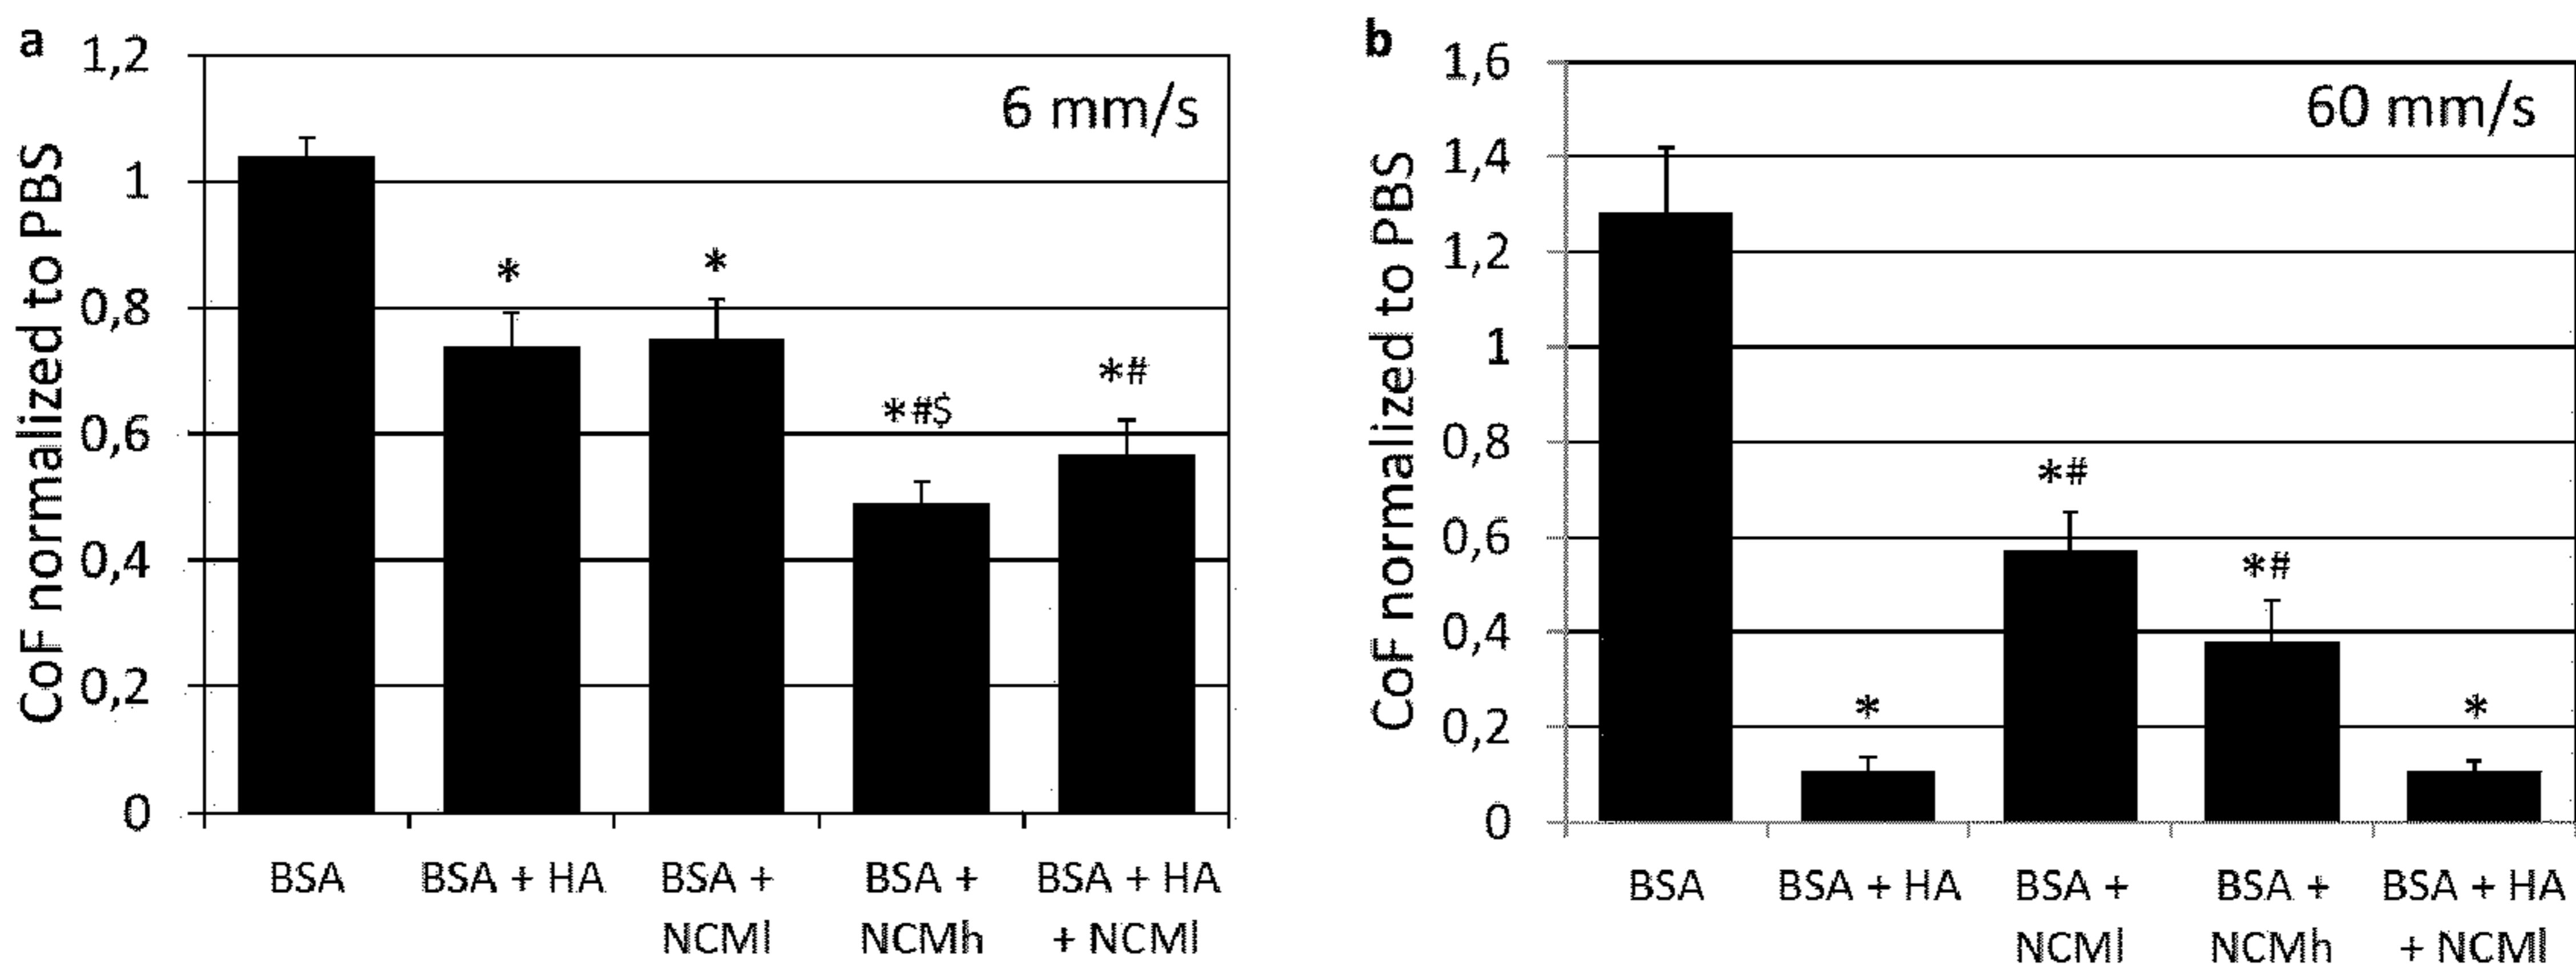 a
CoF normalized to PBS
1,2
1
0,8
0,6
0,4
0,2
0
6 mm/s
*
*
*#$
*#
BSA
BSA + HA
BSA +
NCMl
BSA +
NCMh
BSA + HA
+ NCMl
b
CoF normalized to PBS
1,6
1,4
1,2
1
0,8
0,6
0,4
0,2
0
60 mm/s
*
*#
*#
*
BSA
BSA + HA
BSA +
NCMl
BSA +
NCMh
BSA + HA
+ NCMl